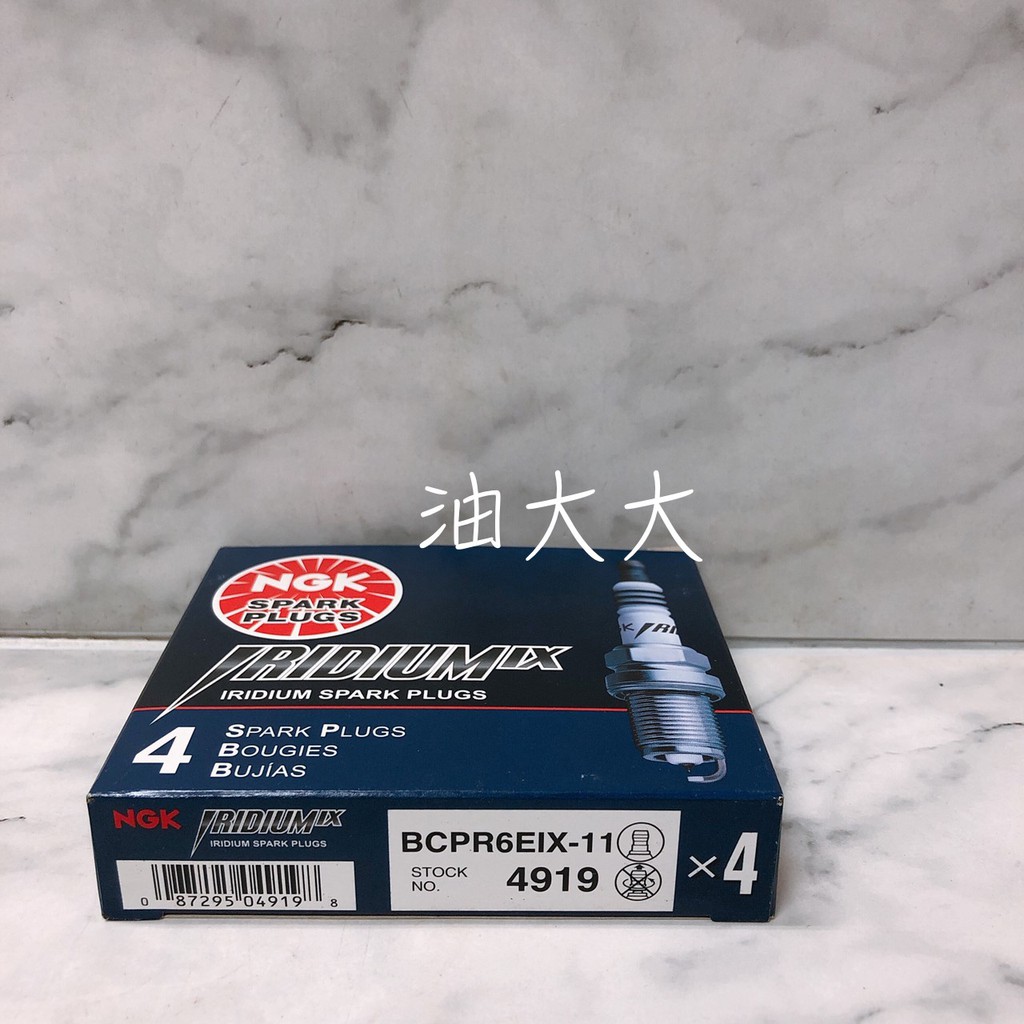 油大大
NGK
SPARK
PLUGS
IRIDIUM IX
IRIDIUM SPARK PLUGS
4
SPARK PLUGS
BOUGIES
BUJÍAS
NGK IRIDIUM IX
IRIDIUM SPARK PLUGS
0 87295 04919 8
BCPR6EIX-11
STOCK NO. 4919
×4